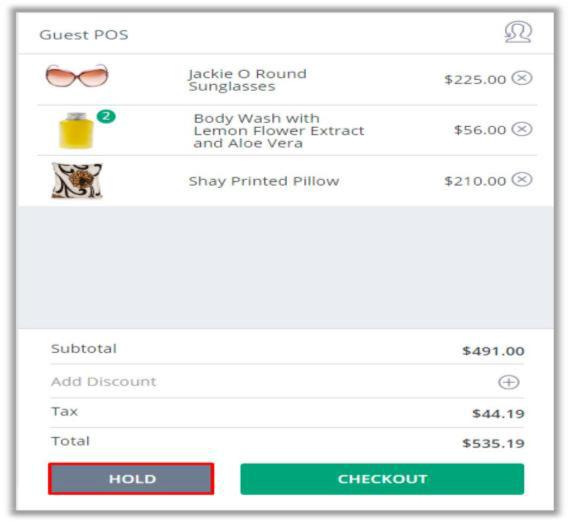 Guest POS
Jackie O Round
Sunglasses
$225.00
2
Body Wash with
Lemon Flower Extract
and Aloe Vera
$56.00
Shay Printed Pillow
$210.00
Subtotal
$491.00
Add Discount
Tax
$44.19
Total
$535.19
HOLD
CHECKOUT